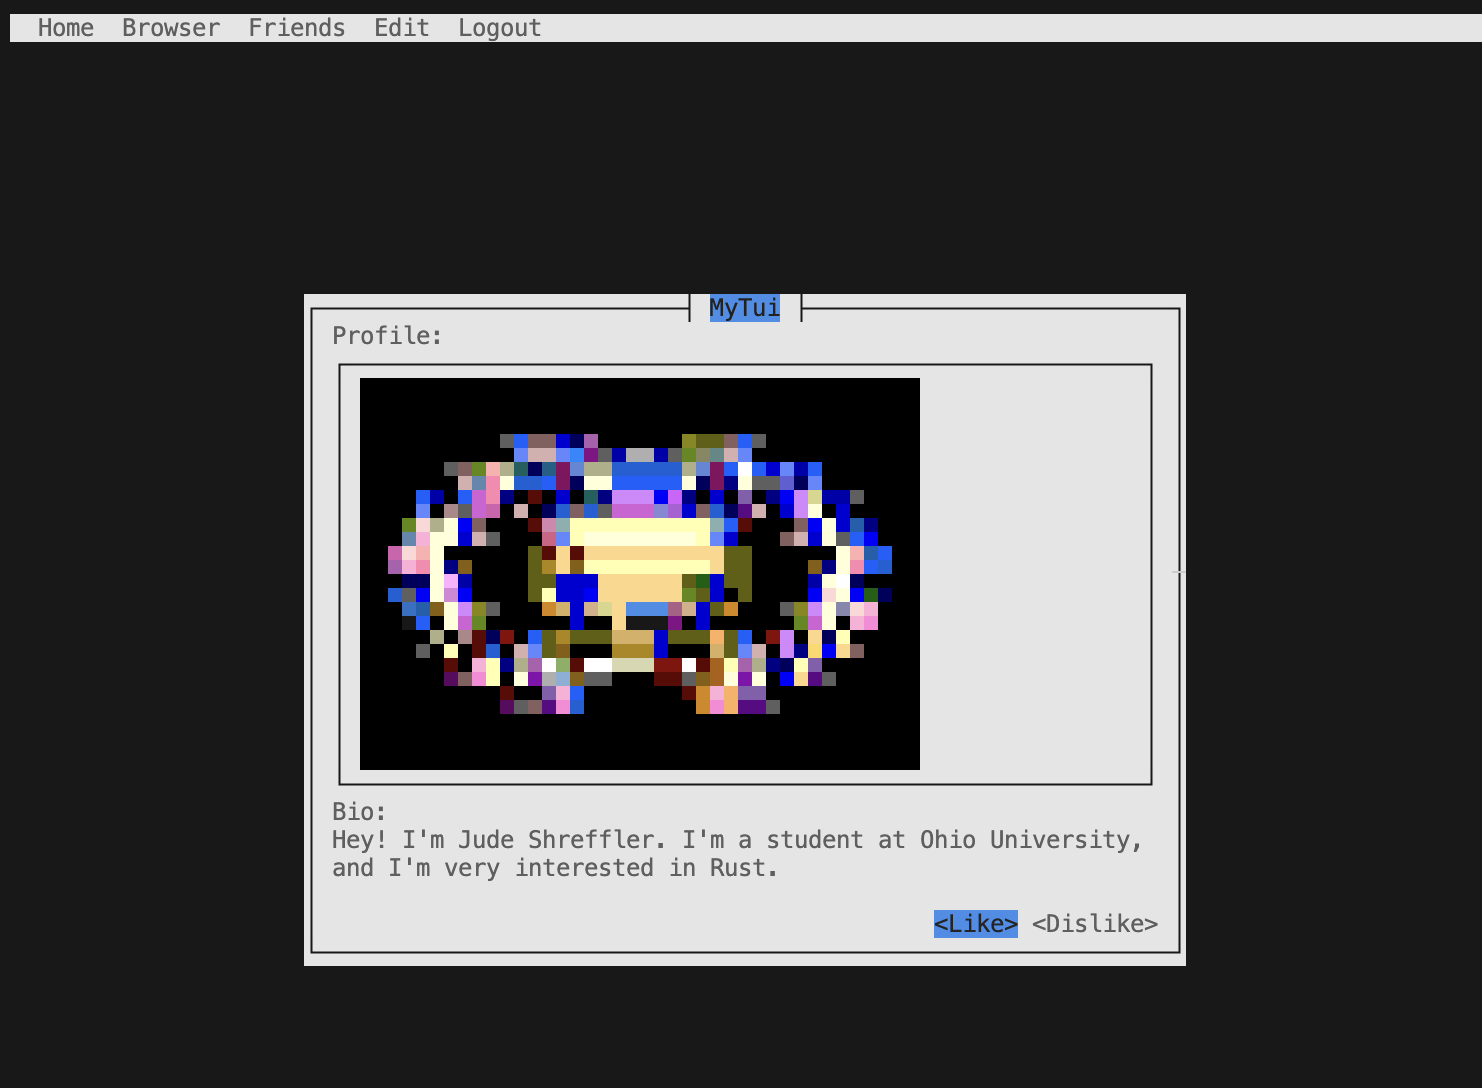 Home Browser Friends Edit Logout
MyTui
Profile:
Bio:
Hey! I'm Jude Shreffler. I'm a student at Ohio University,
and I'm very interested in Rust.
<Like> <Dislike>